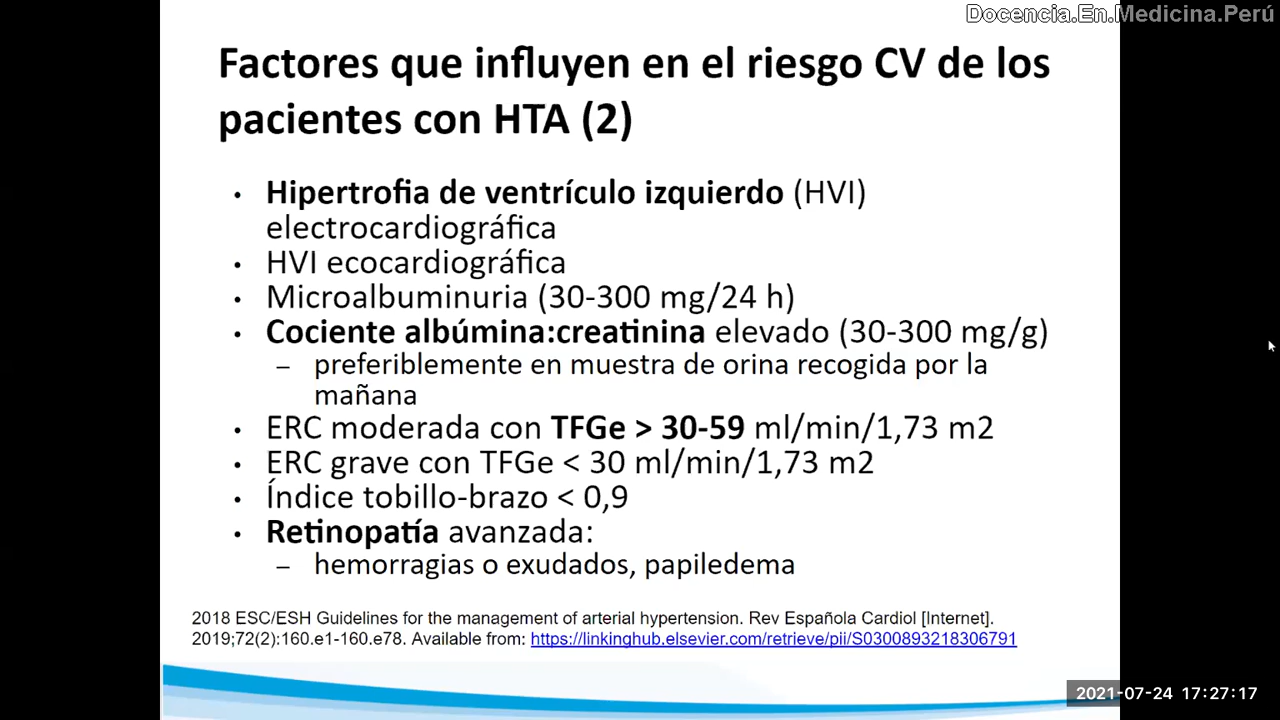 Docencia.En.Medicina.Perú
Factores que influyen en el riesgo CV de los
pacientes con HTA (2)
• Hipertrofia de ventrículo izquierdo (HVI)
electrocardiográfica
• HVI ecocardiográfica
• Microalbuminuria (30-300 mg/24 h)
• Cociente albúmina:creatinina elevado (30-300 mg/g)
– preferiblemente en muestra de orina recogida por la
mañana
• ERC moderada con TFGe > 30-59 ml/min/1,73 m2
• ERC grave con TFGe < 30 ml/min/1,73 m2
• Índice tobillo-brazo < 0,9
• Retinopatía avanzada:
– hemorragias o exudados, papiledema
2018 ESC/ESH Guidelines for the management of arterial hypertension. Rev Española Cardiol [Internet].
2019;72(2):160.e1-160.e78. Available from: https://linkinghub.elsevier.com/retrieve/pii/S0300893218306791
2021-07-24 17:27:17